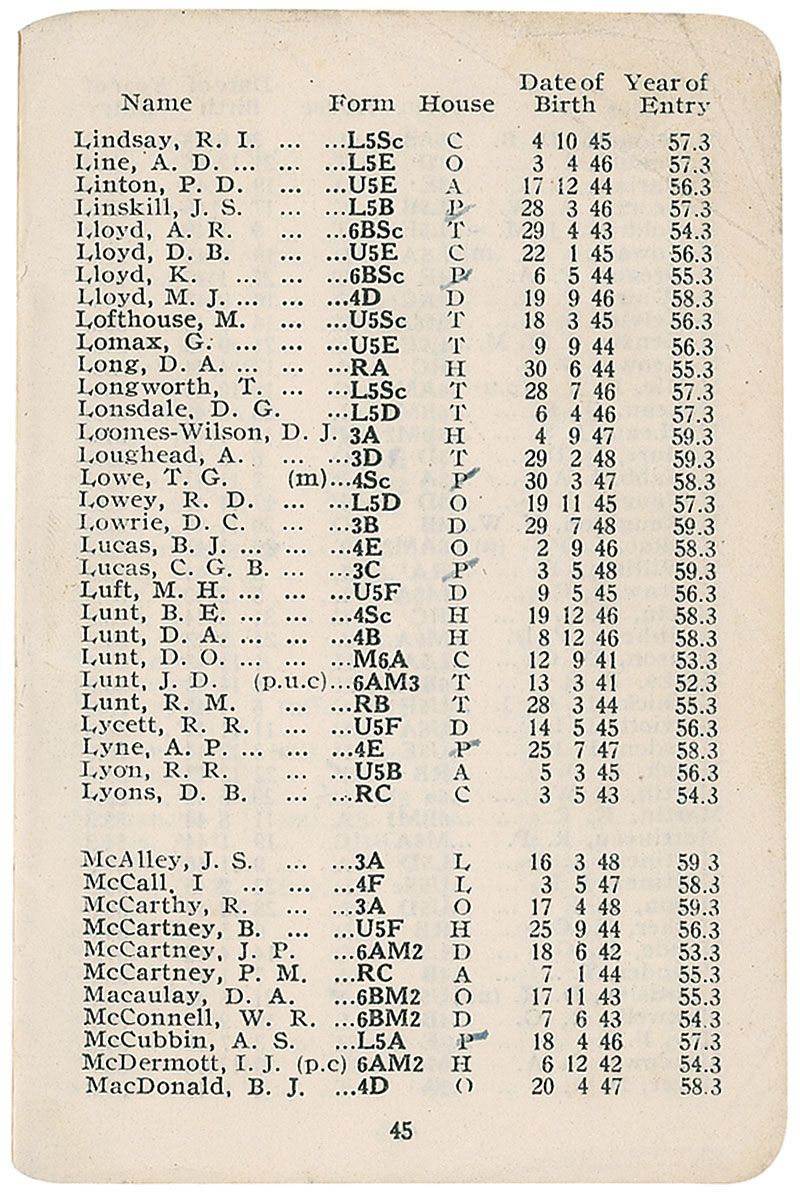 Date of Year of
Name Form House Birth Entry
Lindsay, R. I. ... ...L5Sc C 4 10 45 57.3
Line, A. D. ... ... ...L5E O 3 4 46 57.3
Linton, P. D. ... ...U5E A 17 12 44 56.3
Linskill, J. S. ... ...L5B P 28 3 46 57.3
Lloyd, A. R. ... ...6BSc T 29 4 43 54.3
Lloyd, D. B. ... ...U5E C 22 1 45 56.3
Lloyd, K. ... ... ...6BSc P 6 5 44 55.3
Lloyd, M. J. ... ... ...4D D 19 9 46 58.3
Lofthouse, M. ... ...U5Sc T 18 3 45 56.3
Lomax, G. ... ... ...U5E T 9 9 44 56.3
Long, D. A. ... ... ...RA H 30 6 44 55.3
Longworth, T. ... ...L5Sc T 28 7 46 57.3
Lonsdale, D. G. ...L5D T 6 4 46 57.3
Loomes-Wilson, D. J. 3A H 4 9 47 59.3
Loughead, A. ... ...3D T 29 2 48 59.3
Lowe, T. G. (m)...4Sc P 30 3 47 58.3
Lowey, R. D. ... ...L5D O 19 11 45 57.3
Lowrie, D. C. ... ...3B D 29 7 48 59.3
Lucas, B. J. ... ... ...4E O 2 9 46 58.3
Lucas, C. G. B. ... ...3C P 3 5 48 59.3
Luft, M. H. ... ... ...U5F D 9 5 45 56.3
Lunt, B. E. ... ... ...4Sc H 19 12 46 58.3
Lunt, D. A. ... ... ...4B H 8 12 46 58.3
Lunt, D. O. ... ... ...M6A C 12 9 41 53.3
Lunt, J. D. (p.u.c)...6AM3 T 13 3 41 52.3
Lunt, R. M. ... ...RB T 28 3 44 55.3
Lycett, R. R. ... ...U5F D 14 5 45 56.3
Lyne, A. P. ... ... ...4E P 25 7 47 58.3
Lyon, R. R. ... ...U5B A 5 3 45 56.3
Lyons, D. B. ... ...RC C 3 5 43 54.3
McAlley, J. S. ... ...3A L 16 3 48 59 3
McCall, I ... ... ...4F L 3 5 47 58.3
McCarthy, R. ... ...3A O 17 4 48 59.3
McCartney, B. ... ...U5F H 25 9 44 56.3
McCartney, J. P. ...6AM2 D 18 6 42 53.3
McCartney, P. M. ...RC A 7 1 44 55.3
Macaulay, D. A. ...6BM2 O 17 11 43 55.3
McConnell, W. R. ...6BM2 D 7 6 43 54.3
McCubbin, A. S. ...L5A P 18 4 46 57.3
McDermott, I. J. (p.c) 6AM2 H 6 12 42 54.3
MacDonald, B. J. ...4D O 20 4 47 58.3
45